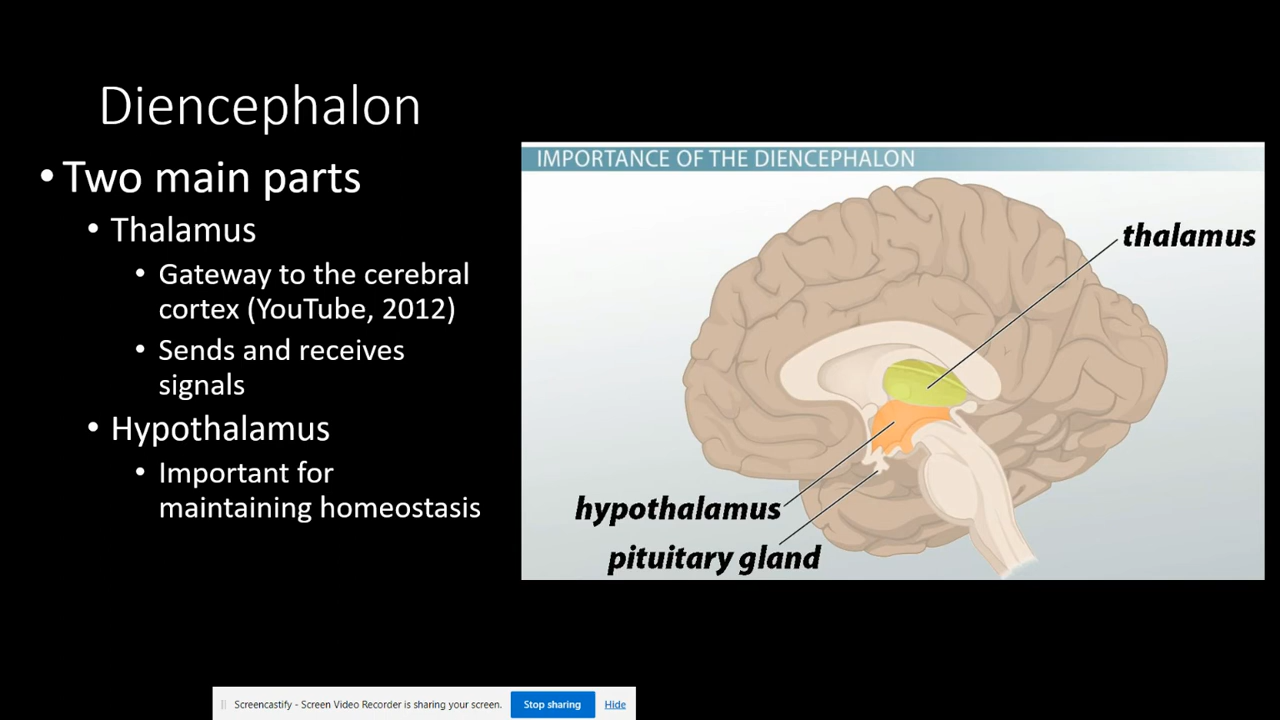 Diencephalon
• Two main parts
• Thalamus
• Gateway to the cerebral
cortex (YouTube, 2012)
• Sends and receives
signals
• Hypothalamus
• Important for
maintaining homeostasis
IMPORTANCE OF THE DIENCEPHALON
thalamus
hypothalamus
pituitary gland
Screencastify - Screen Video Recorder is sharing your screen.
Stop sharing
Hide